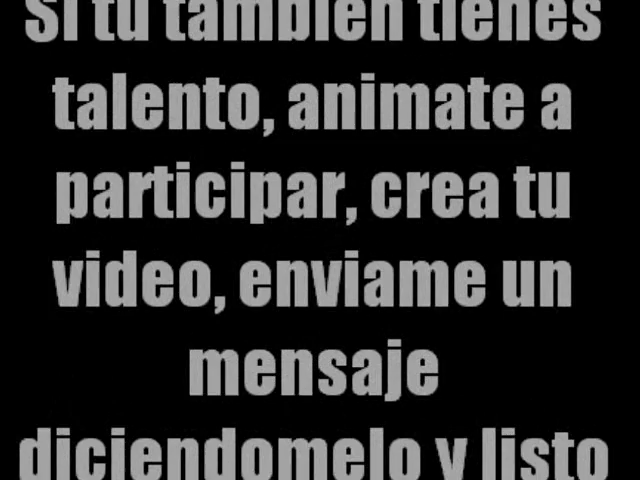 Si tu tambien tienes
talento, animate a
participar, crea tu
video, enviame un
mensaje
diciendomelo y listo